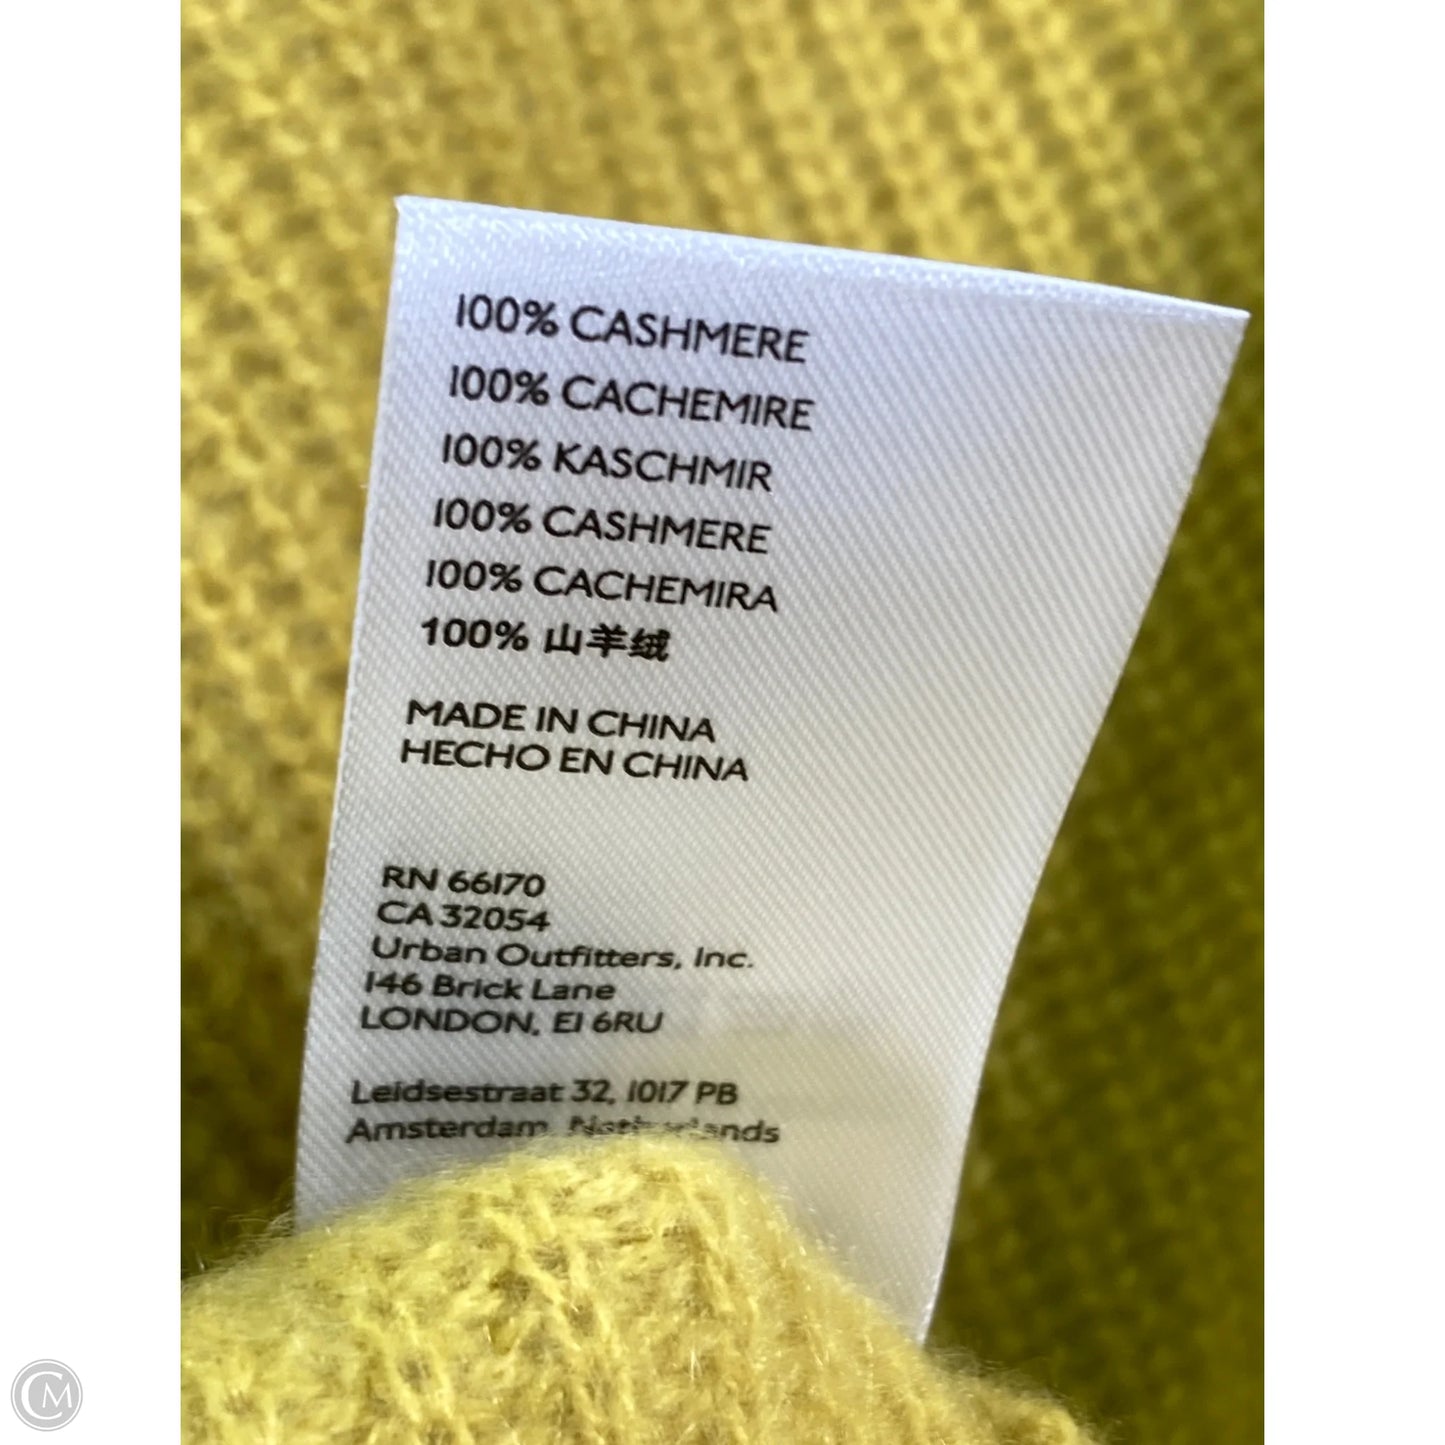 100% CASHMERE
100% CACHEMIRE
100% KASCHMIR
100% CASHMERE
100% CACHEMIRA
100% 山羊绒
MADE IN CHINA
HECHO EN CHINA
RN 66170
CA 32054
Urban Outfitters, Inc.
146 Brick Lane
LONDON, E1 6RU
Leidsestraat 32, 1017 PB
Amsterdam, Netherlands
CM